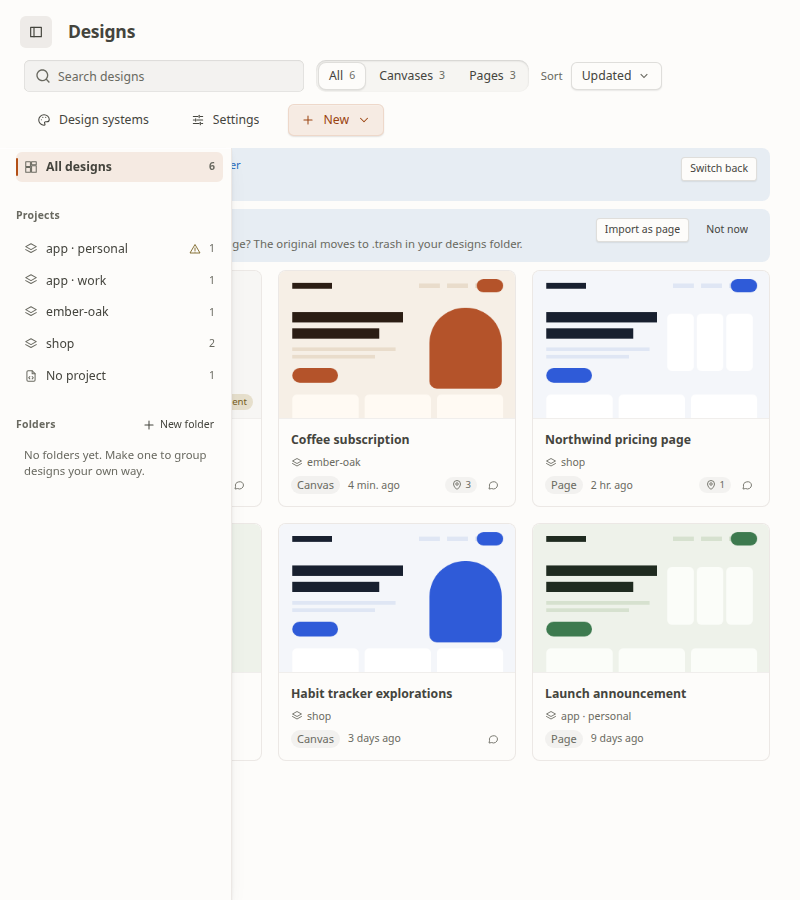 Designs
Search designs
All 6 Canvases 3 Pages 3 Sort Updated
Design systems Settings New
All designs 6
Projects
app · personal 1
app · work 1
ember-oak 1
shop 2
No project 1
Folders New folder
No folders yet. Make one to group
designs your own way.
Switch back
Import as page Not now
? The original moves to .trash in your designs folder.
Coffee subscription
ember-oak
Canvas 4 min. ago 3
Northwind pricing page
shop
Page 2 hr. ago 1
Habit tracker explorations
shop
Canvas 3 days ago
Launch announcement
app · personal
Page 9 days ago